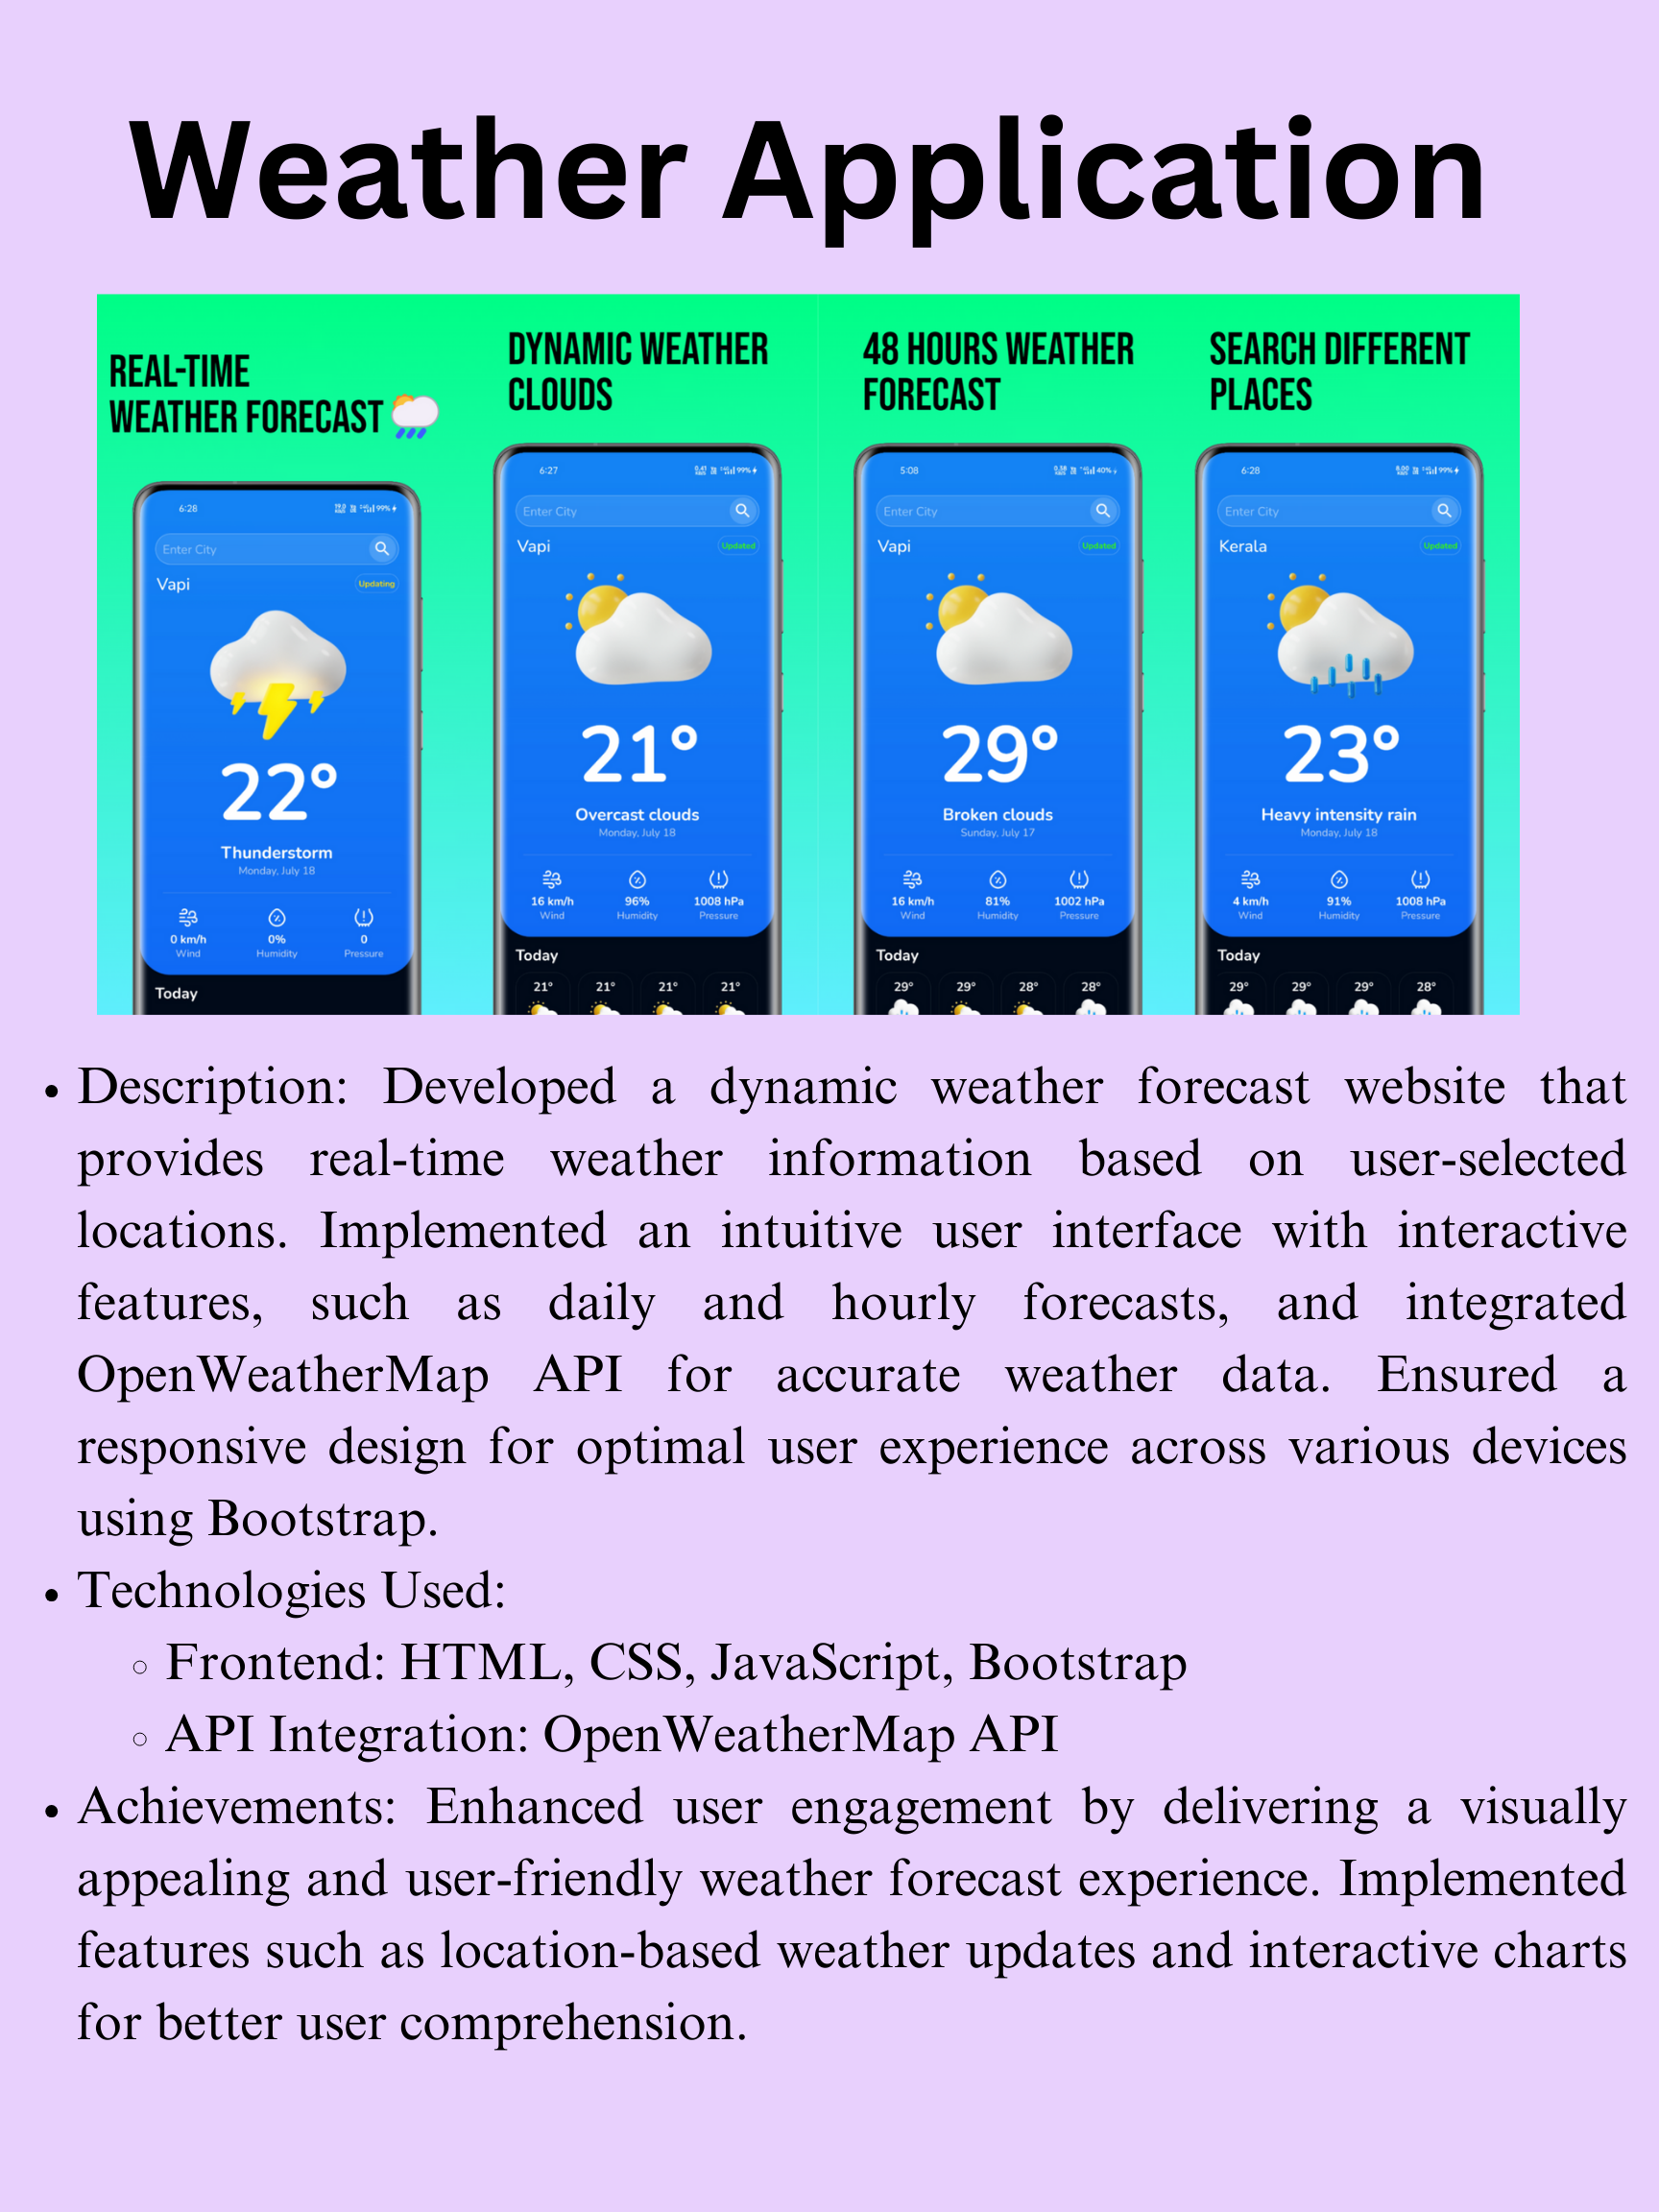 Weather Application
REAL-TIME
WEATHER FORECAST
6:28
99%
Enter City
Vapi
Updating
22°
Thunderstorm
Monday, July 18
0 km/h
Wind
0%
Humidity
0
Pressure
Today
DYNAMIC WEATHER
CLOUDS
6:27
99%
Enter City
Vapi
Updated
21°
Overcast clouds
Monday, July 18
16 km/h
Wind
96%
Humidity
1008 hPa
Pressure
Today
21° 21° 21° 21°
48 HOURS WEATHER
FORECAST
5:08
40%
Enter City
Vapi
Updated
29°
Broken clouds
Sunday, July 17
16 km/h
Wind
81%
Humidity
1002 hPa
Pressure
Today
29° 29° 28° 28°
SEARCH DIFFERENT
PLACES
6:28
99%
Enter City
Kerala
Updated
23°
Heavy intensity rain
Monday, July 18
4 km/h
Wind
91%
Humidity
1008 hPa
Pressure
Today
29° 29° 29° 28°
• Description: Developed a dynamic weather forecast website that
provides real-time weather information based on user-selected
locations. Implemented an intuitive user interface with interactive
features, such as daily and hourly forecasts, and integrated
OpenWeatherMap API for accurate weather data. Ensured a
responsive design for optimal user experience across various devices
using Bootstrap.
• Technologies Used:
◦ Frontend: HTML, CSS, JavaScript, Bootstrap
◦ API Integration: OpenWeatherMap API
• Achievements: Enhanced user engagement by delivering a visually
appealing and user-friendly weather forecast experience. Implemented
features such as location-based weather updates and interactive charts
for better user comprehension.